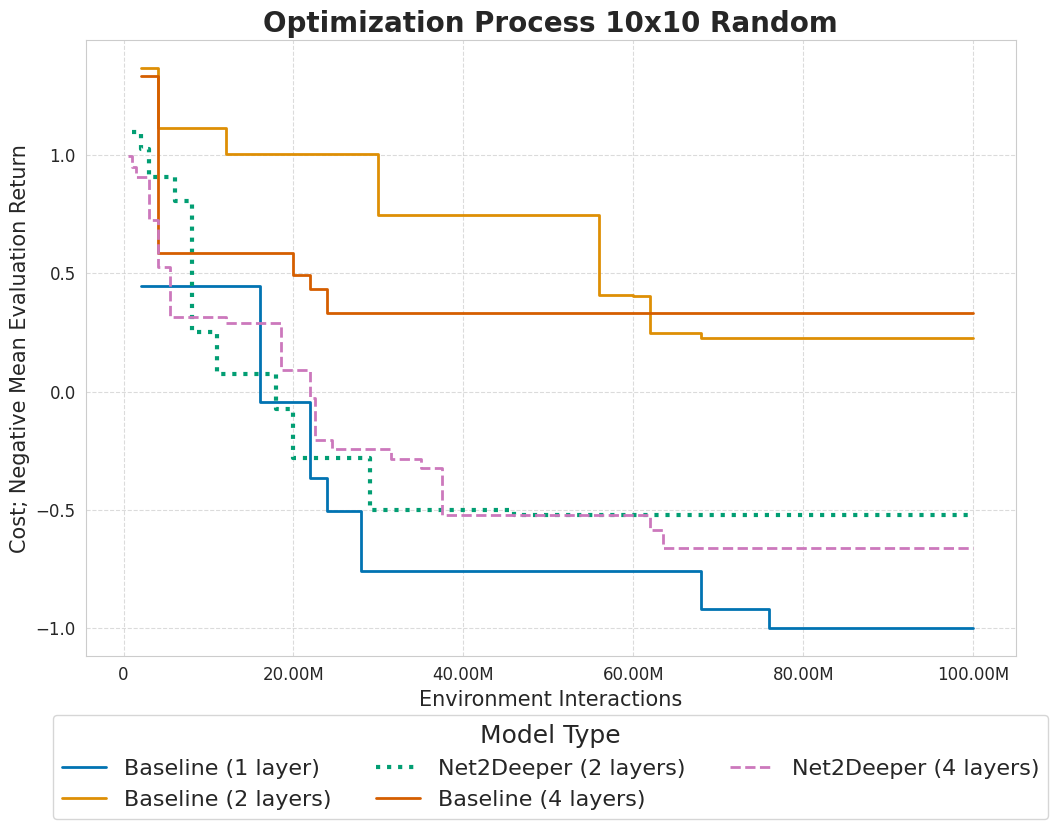 Optimization Process 10x10 Random
Cost; Negative Mean Evaluation Return
1.0
0.5
0.0
−0.5
−1.0
0 20.00M 40.00M 60.00M 80.00M 100.00M
Environment Interactions
Model Type
Baseline (1 layer) Net2Deeper (2 layers) Net2Deeper (4 layers)
Baseline (2 layers) Baseline (4 layers)